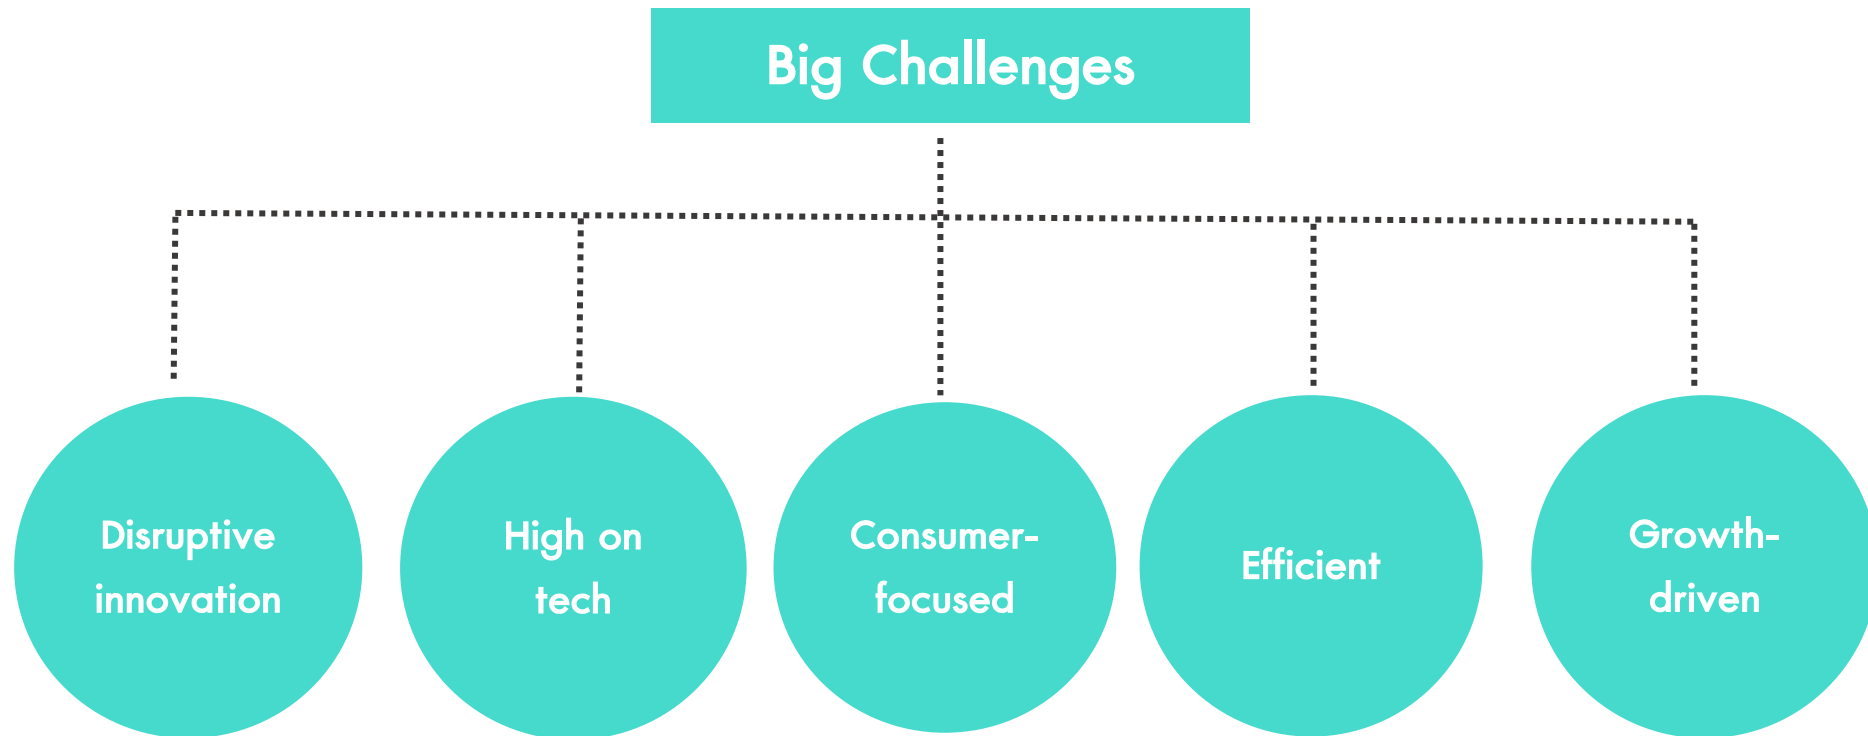 Big Challenges
Disruptive
innovation
High on
tech
Consumer-
focused
Efficient
Growth-
driven